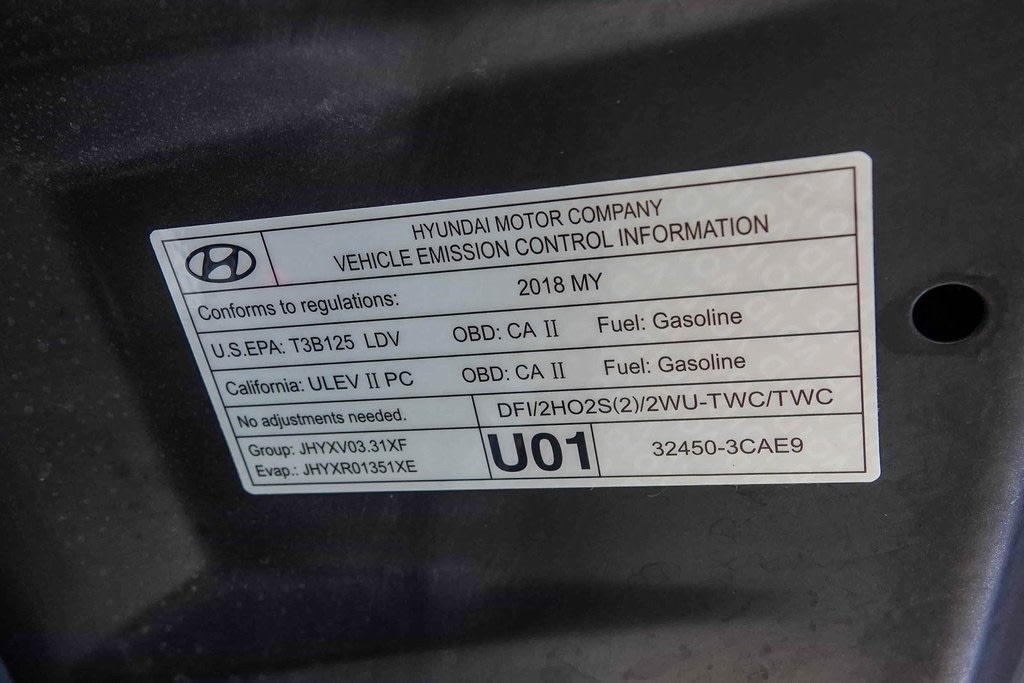 HYUNDAI MOTOR COMPANY
VEHICLE EMISSION CONTROL INFORMATION
Conforms to regulations: 2018 MY
U.S.EPA: T3B125 LDV OBD: CA II Fuel: Gasoline
California: ULEV II PC OBD: CA II Fuel: Gasoline
No adjustments needed. DFI/2HO2S(2)/2WU-TWC/TWC
Group: JHYXV03.31XF
Evap.: JHYXR01351XE
U01 32450-3CAE9